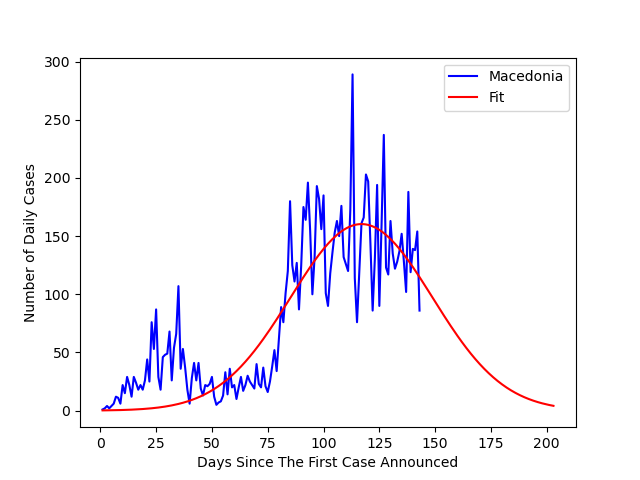 Macedonia
Fit
300
250
200
150
100
50
0
Number of Daily Cases
0 25 50 75 100 125 150 175 200
Days Since The First Case Announced